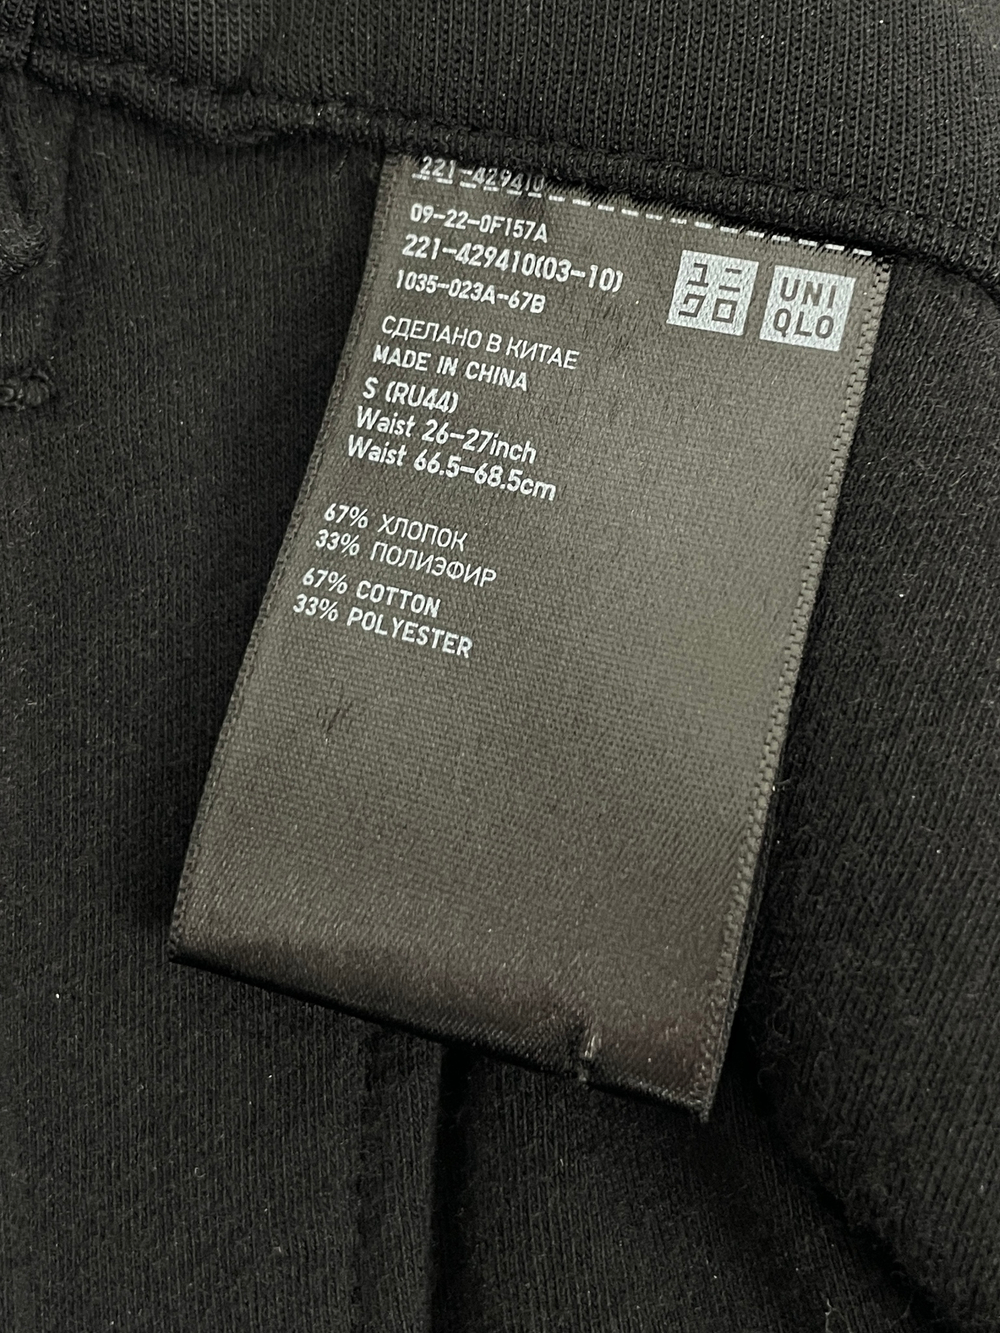 221-429410
09-22-0F157A
221-429410(03-10)
1035-023A-67B
ユニ
クロ
UNI
QLO
СДЕЛАНО В КИТАЕ
MADE IN CHINA
S (RU44)
Waist 26-27inch
Waist 66.5-68.5cm
67% ХЛОПОК
33% ПОЛИЭФИР
67% COTTON
33% POLYESTER